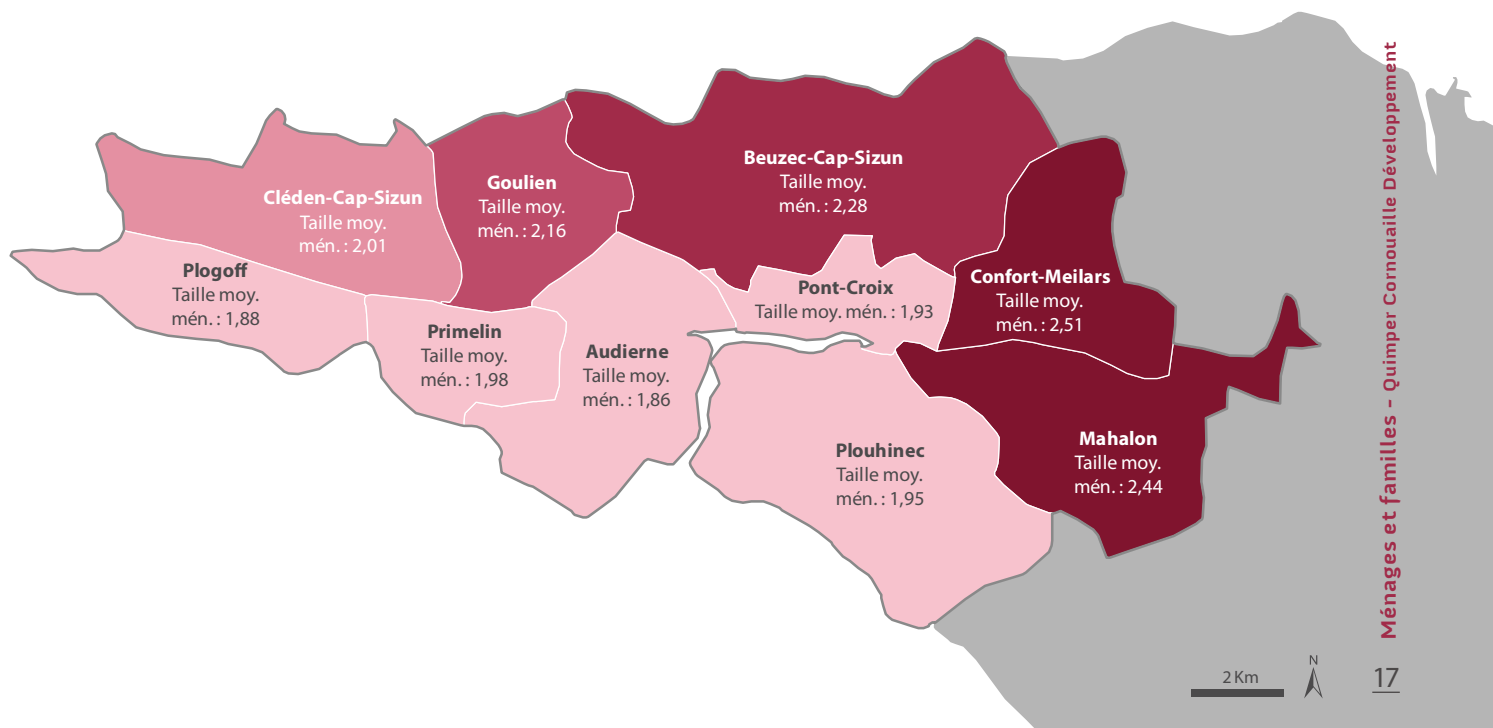 Beuzec-Cap-Sizun
Taille moy.
mén. : 2,28
Goulien
Taille moy.
mén. : 2,16
Cléden-Cap-Sizun
Taille moy.
mén. : 2,01
Plogoff
Taille moy.
mén. : 1,88
Primelin
Taille moy.
mén. : 1,98
Audierne
Taille moy.
mén. : 1,86
Pont-Croix
Taille moy. mén. : 1,93
Confort-Meilars
Taille moy.
mén. : 2,51
Plouhinec
Taille moy.
mén. : 1,95
Mahalon
Taille moy.
mén. : 2,44
Ménages et familles - Quimper Cornouaille Développement
2 Km
N
17